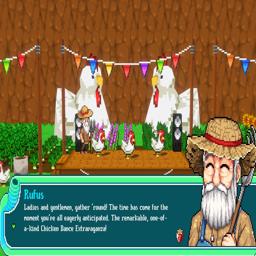 Rufus
Ladies and gentlemen, gather 'round! The time has come for the
moment you're all eagerly anticipated. The remarkable, one-of-
a-kind Chicken Dance Extravaganza!